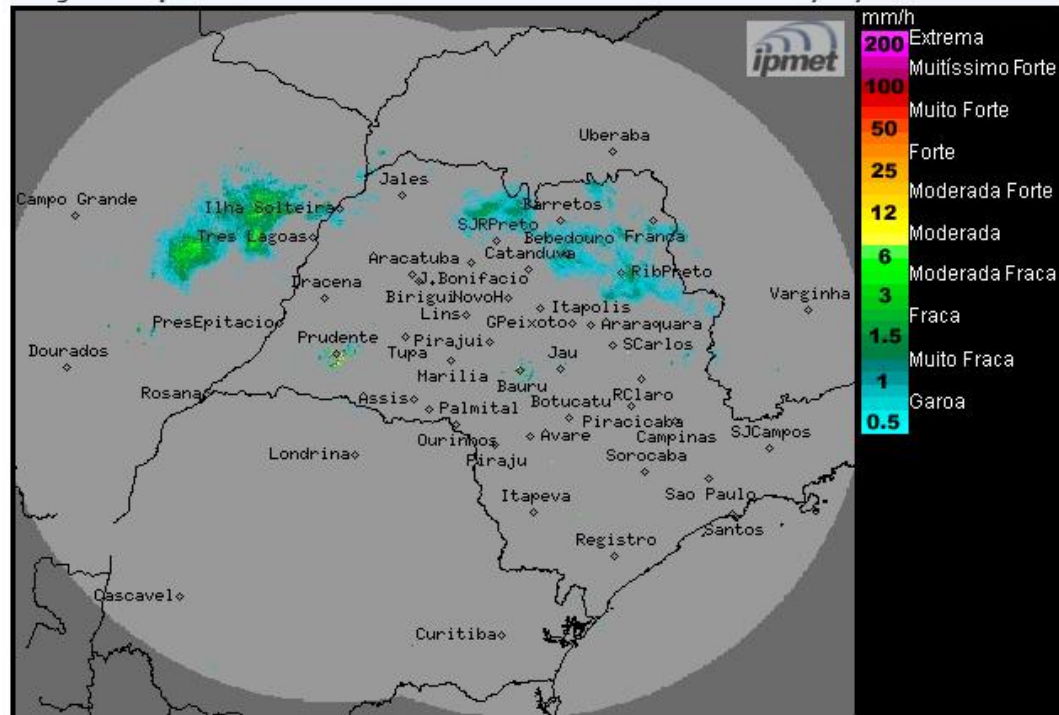 mm/h
200 Extrema
Muitíssimo Forte
100
Muito Forte
50
Forte
25
Moderada Forte
12
Moderada
6
Moderada Fraca
3
Fraca
1.5
Muito Fraca
1
Garoa
0.5
ipmet
Uberaba
Campo Grande
Jales
Ilha Solteira
Barretos
SJRPreto
Tres Lagoas
Bebedouro
Franca
Catanduva
Aracatuba
RibPreto
J.Bonifacio
Dracena
Birigui
NovoH
Varginha
Itapolis
Lins
PresEpitacio
GPeixoto
Araraquara
Prudente
Pirajui
SCarlos
Dourados
Tupa
Jau
Marilia
Bauru
Rosana
Assis
Botucatu
RClaro
Palmital
Piracicaba
Ourinhos
Avare
Campinas
SJCampos
Londrina
Piraju
Sorocaba
Itapeva
Sao Paulo
Santos
Registro
Cascavel
Curitiba